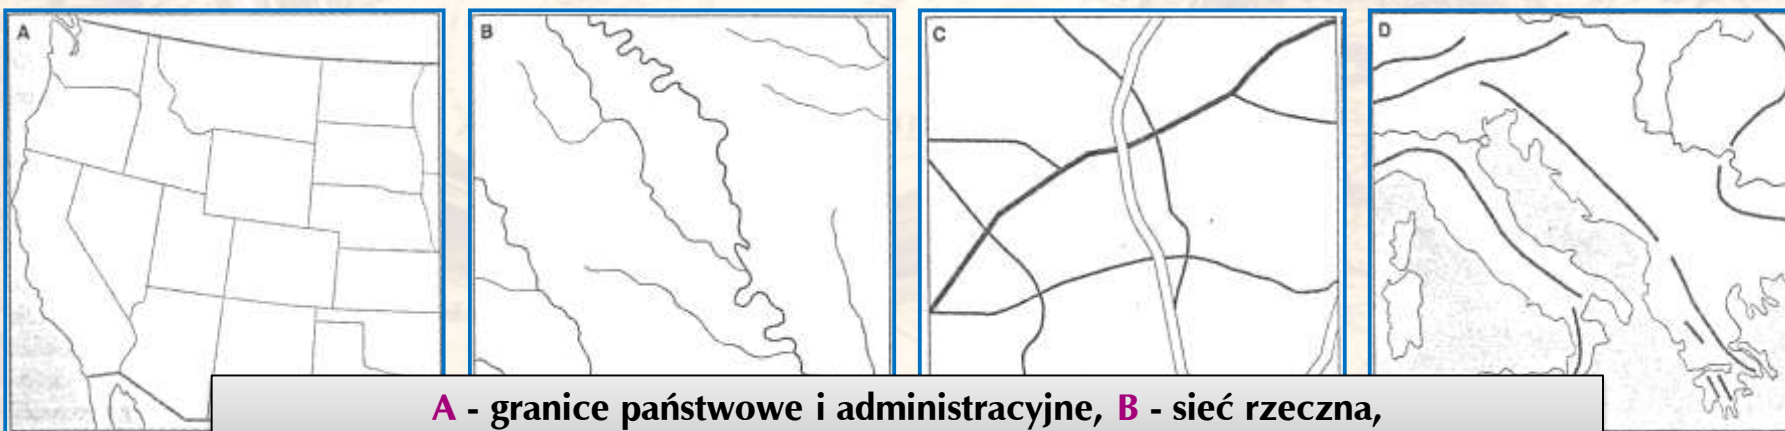 A
B
C
D
A - granice państwowe i administracyjne, B - sieć rzeczna,